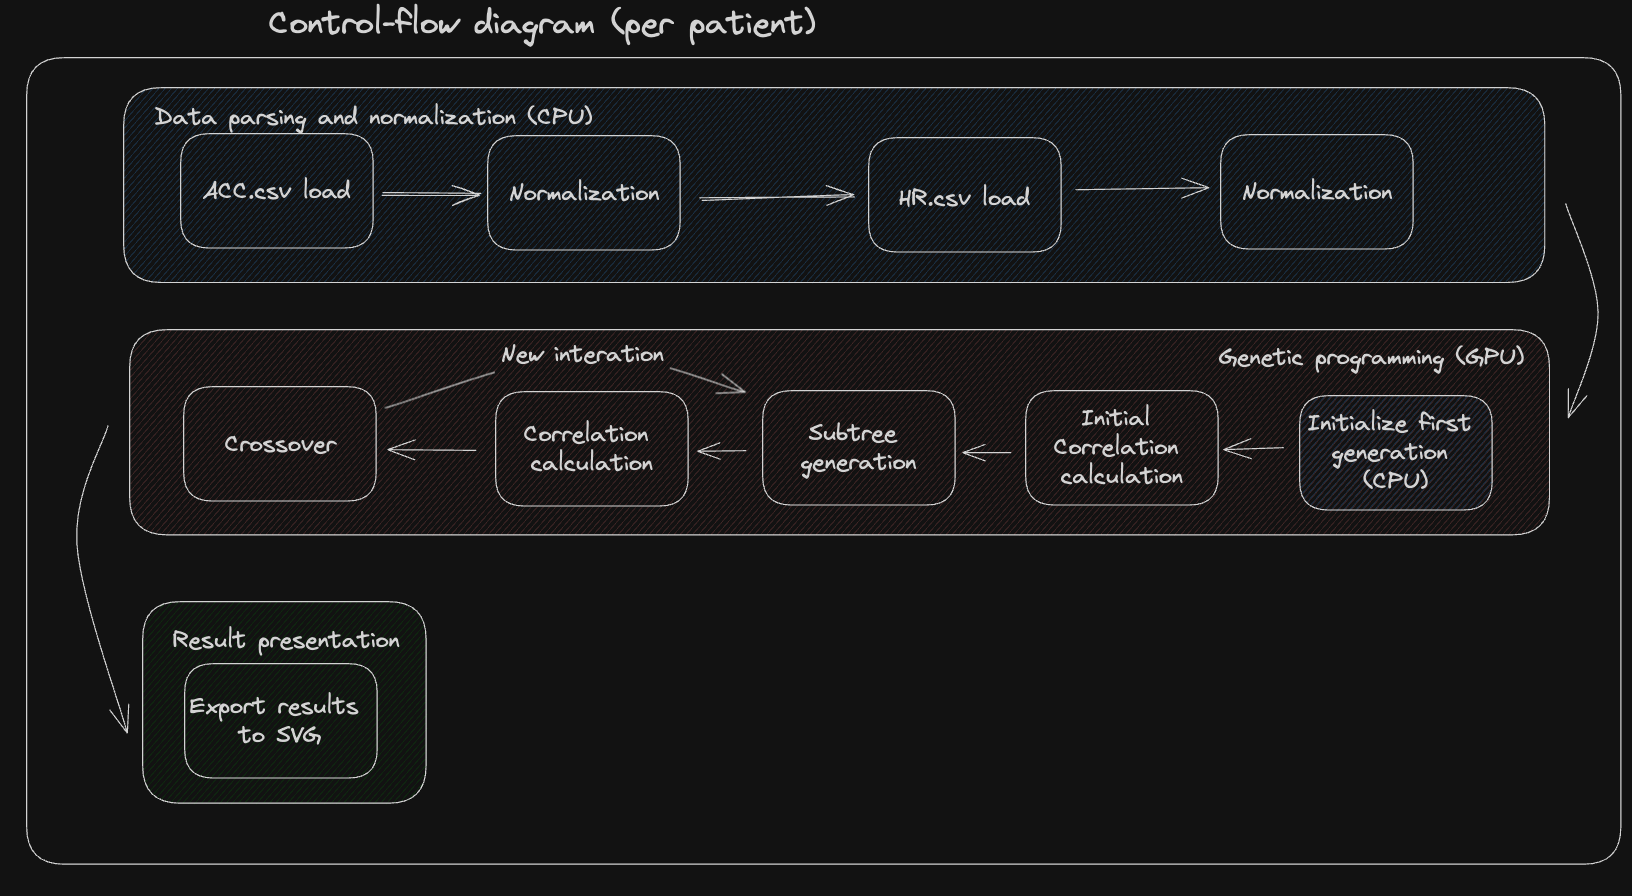 Control-flow diagram (per patient)
Data parsing and normalization (CPU)
ACC.csv load
Normalization
HR.csv load
Normalization
New interation
Genetic programming (GPU)
Crossover
Correlation
calculation
Subtree
generation
Initial
Correlation
calculation
Initialize first
generation
(CPU)
Result presentation
Export results
to SVG